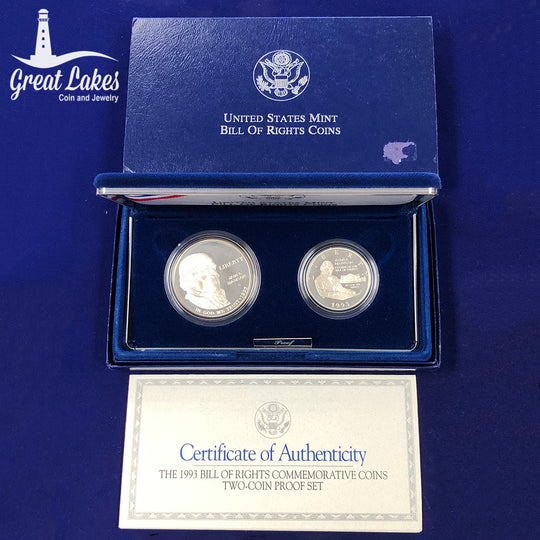 Great Lakes
Coin and Jewelry
UNITED STATES MINT
BILL OF RIGHTS COINS
LIBERTY
IN GOD WE TRUST
1993
Proof
Certificate of Authenticity
THE 1993 BILL OF RIGHTS COMMEMORATIVE COINS
TWO-COIN PROOF SET